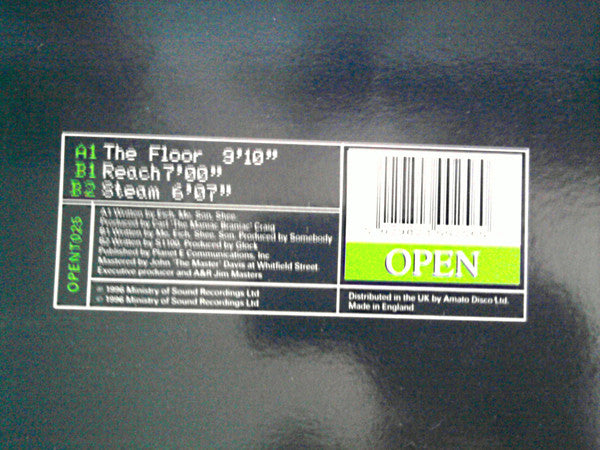 A1 The Floor 9'10"
B1 Reach 7'00"
B2 Steam 6'07"
OPENT025
A1 Written by Fish, Me, Son, Shoe.
Produced by Carl 'The Maniac Bramac' Craig
B1 Written by Me, Fish, Shoe, Son. Produced by Somebody
B2 Written by S1100. Produced by Glock
Published by Planet E Communications, Inc
Mastered by John 'The Master' Davis at Whitfield Street.
Executive producer and A&R Jim Masters
℗ 1996 Ministry of Sound Recordings Ltd
© 1996 Ministry of Sound Recordings Ltd
OPEN
Distributed in the UK by Amato Disco Ltd.
Made in England